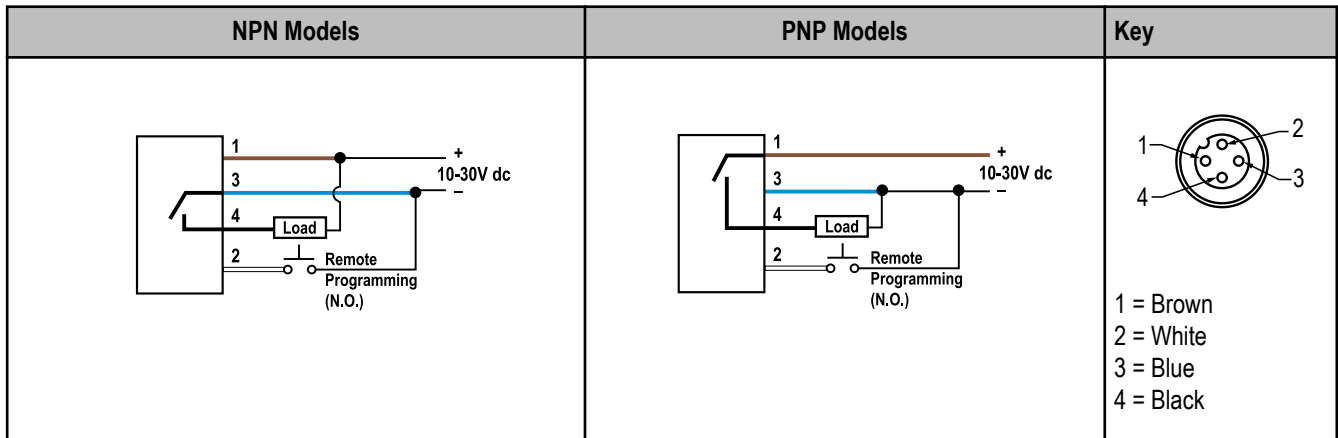 NPN Models
PNP Models
Key
1
+
10-30V dc
3
–
4
Load
2
Remote
Programming
(N.O.)
1
+
10-30V dc
3
–
4
Load
2
Remote
Programming
(N.O.)
1
2
3
4
1 = Brown
2 = White
3 = Blue
4 = Black